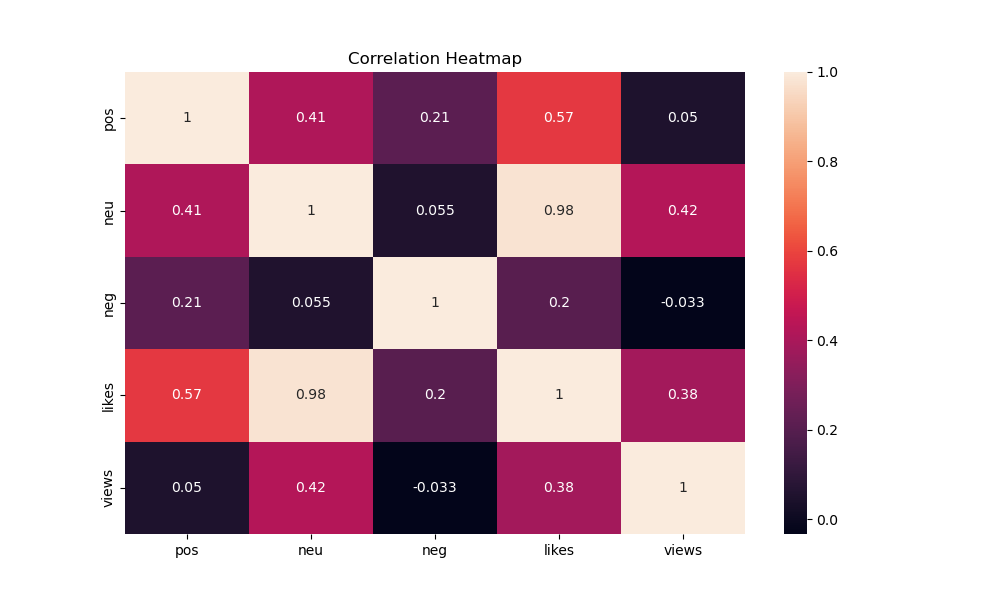 Correlation Heatmap
pos 1 0.41 0.21 0.57 0.05
neu 0.41 1 0.055 0.98 0.42
neg 0.21 0.055 1 0.2 -0.033
likes 0.57 0.98 0.2 1 0.38
views 0.05 0.42 -0.033 0.38 1
pos neu neg likes views
1.0
0.8
0.6
0.4
0.2
0.0